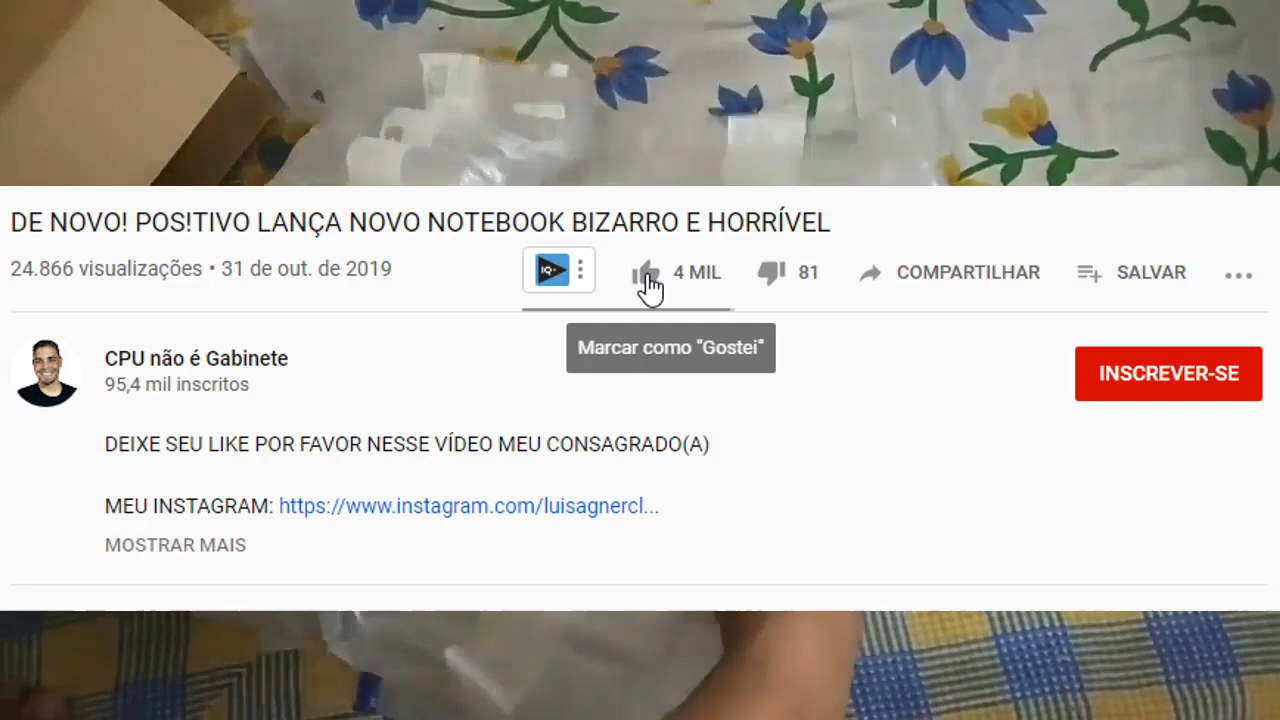 DE NOVO! POS!TIVO LANÇA NOVO NOTEBOOK BIZARRO E HORRÍVEL
24.866 visualizações • 31 de out. de 2019
IQ
4 MIL
81
COMPARTILHAR
SALVAR
Marcar como "Gostei"
CPU não é Gabinete
95,4 mil inscritos
INSCREVER-SE
DEIXE SEU LIKE POR FAVOR NESSE VÍDEO MEU CONSAGRADO(A)
MEU INSTAGRAM: https://www.instagram.com/luisagnercl...
MOSTRAR MAIS